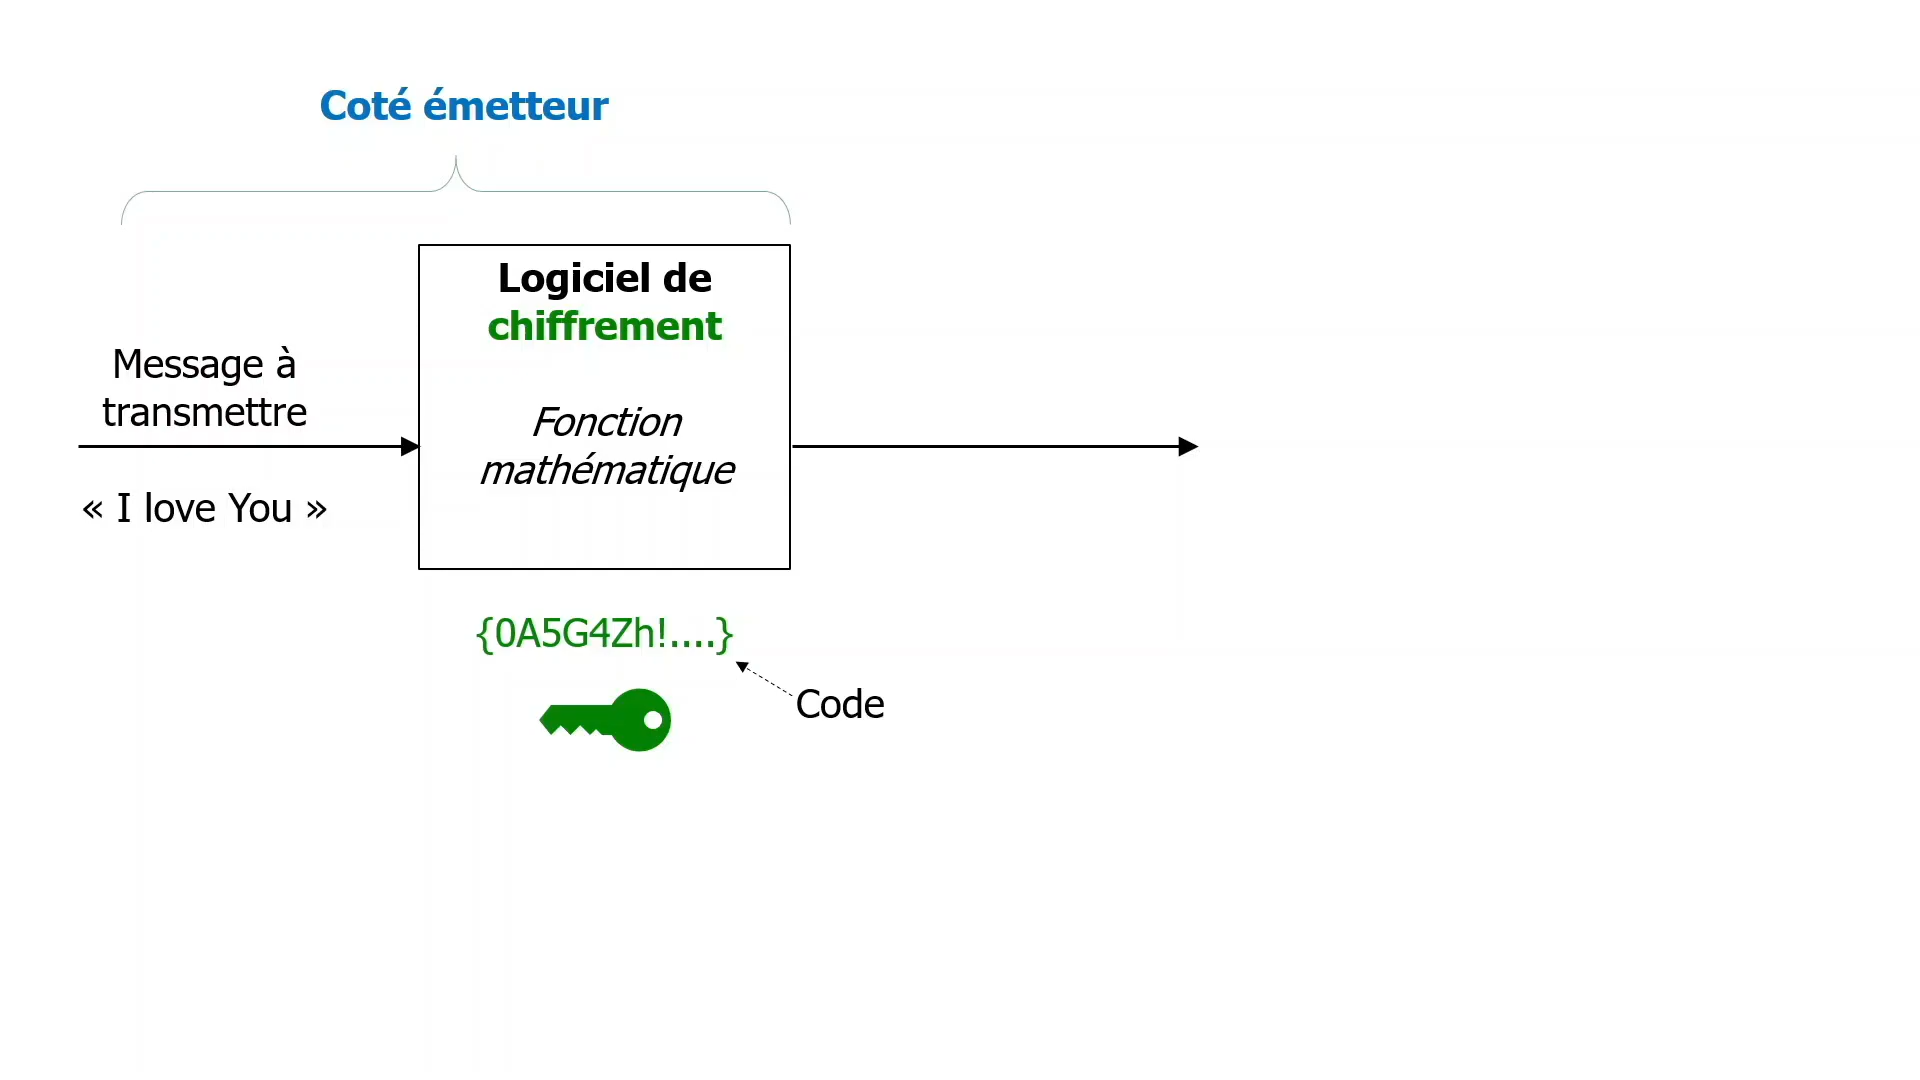 Coté émetteur
Logiciel de
chiffrement
Message à
transmettre
Fonction
mathématique
« I love You »
{0A5G4Zh!....}
Code